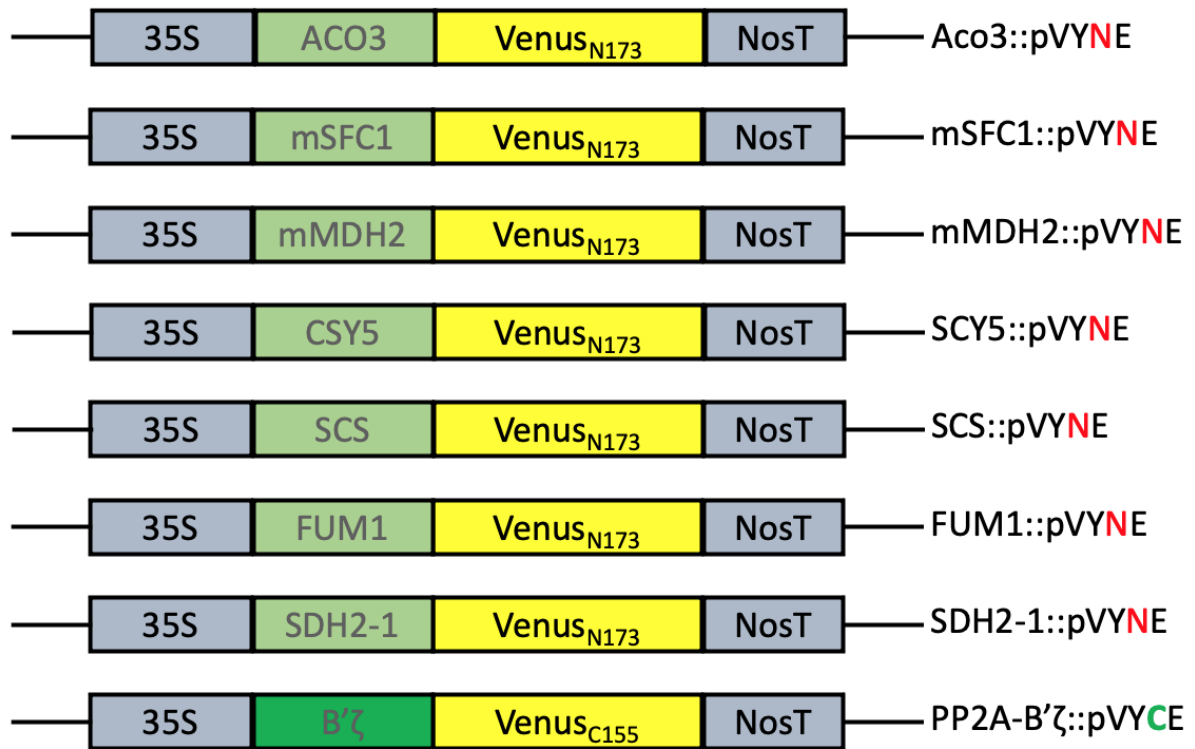 35S ACO3 VenusN173 NosT Aco3::pVYNE
35S mSFC1 VenusN173 NosT mSFC1::pVYNE
35S mMDH2 VenusN173 NosT mMDH2::pVYNE
35S CSY5 VenusN173 NosT SCY5::pVYNE
35S SCS VenusN173 NosT SCS::pVYNE
35S FUM1 VenusN173 NosT FUM1::pVYNE
35S SDH2-1 VenusN173 NosT SDH2-1::pVYNE
35S B'ζ VenusC155 NosT PP2A-B'ζ::pVYCE